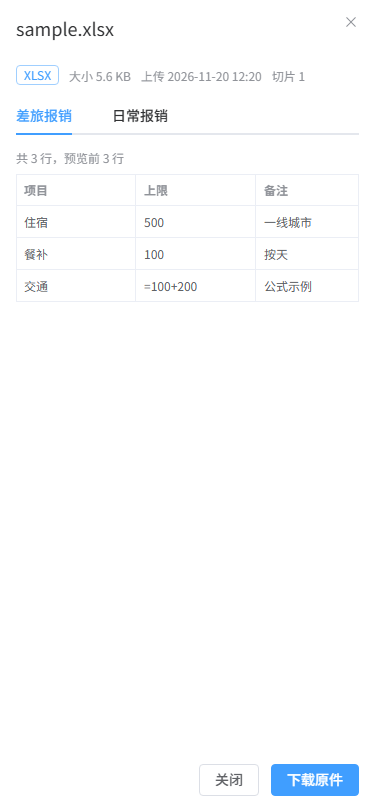 sample.xlsx
XLSX 大小 5.6 KB 上传 2026-11-20 12:20 切片 1
差旅报销 日常报销
共 3 行，预览前 3 行
项目 上限 备注
住宿 500 一线城市
餐补 100 按天
交通 =100+200 公式示例
关闭 下载原件